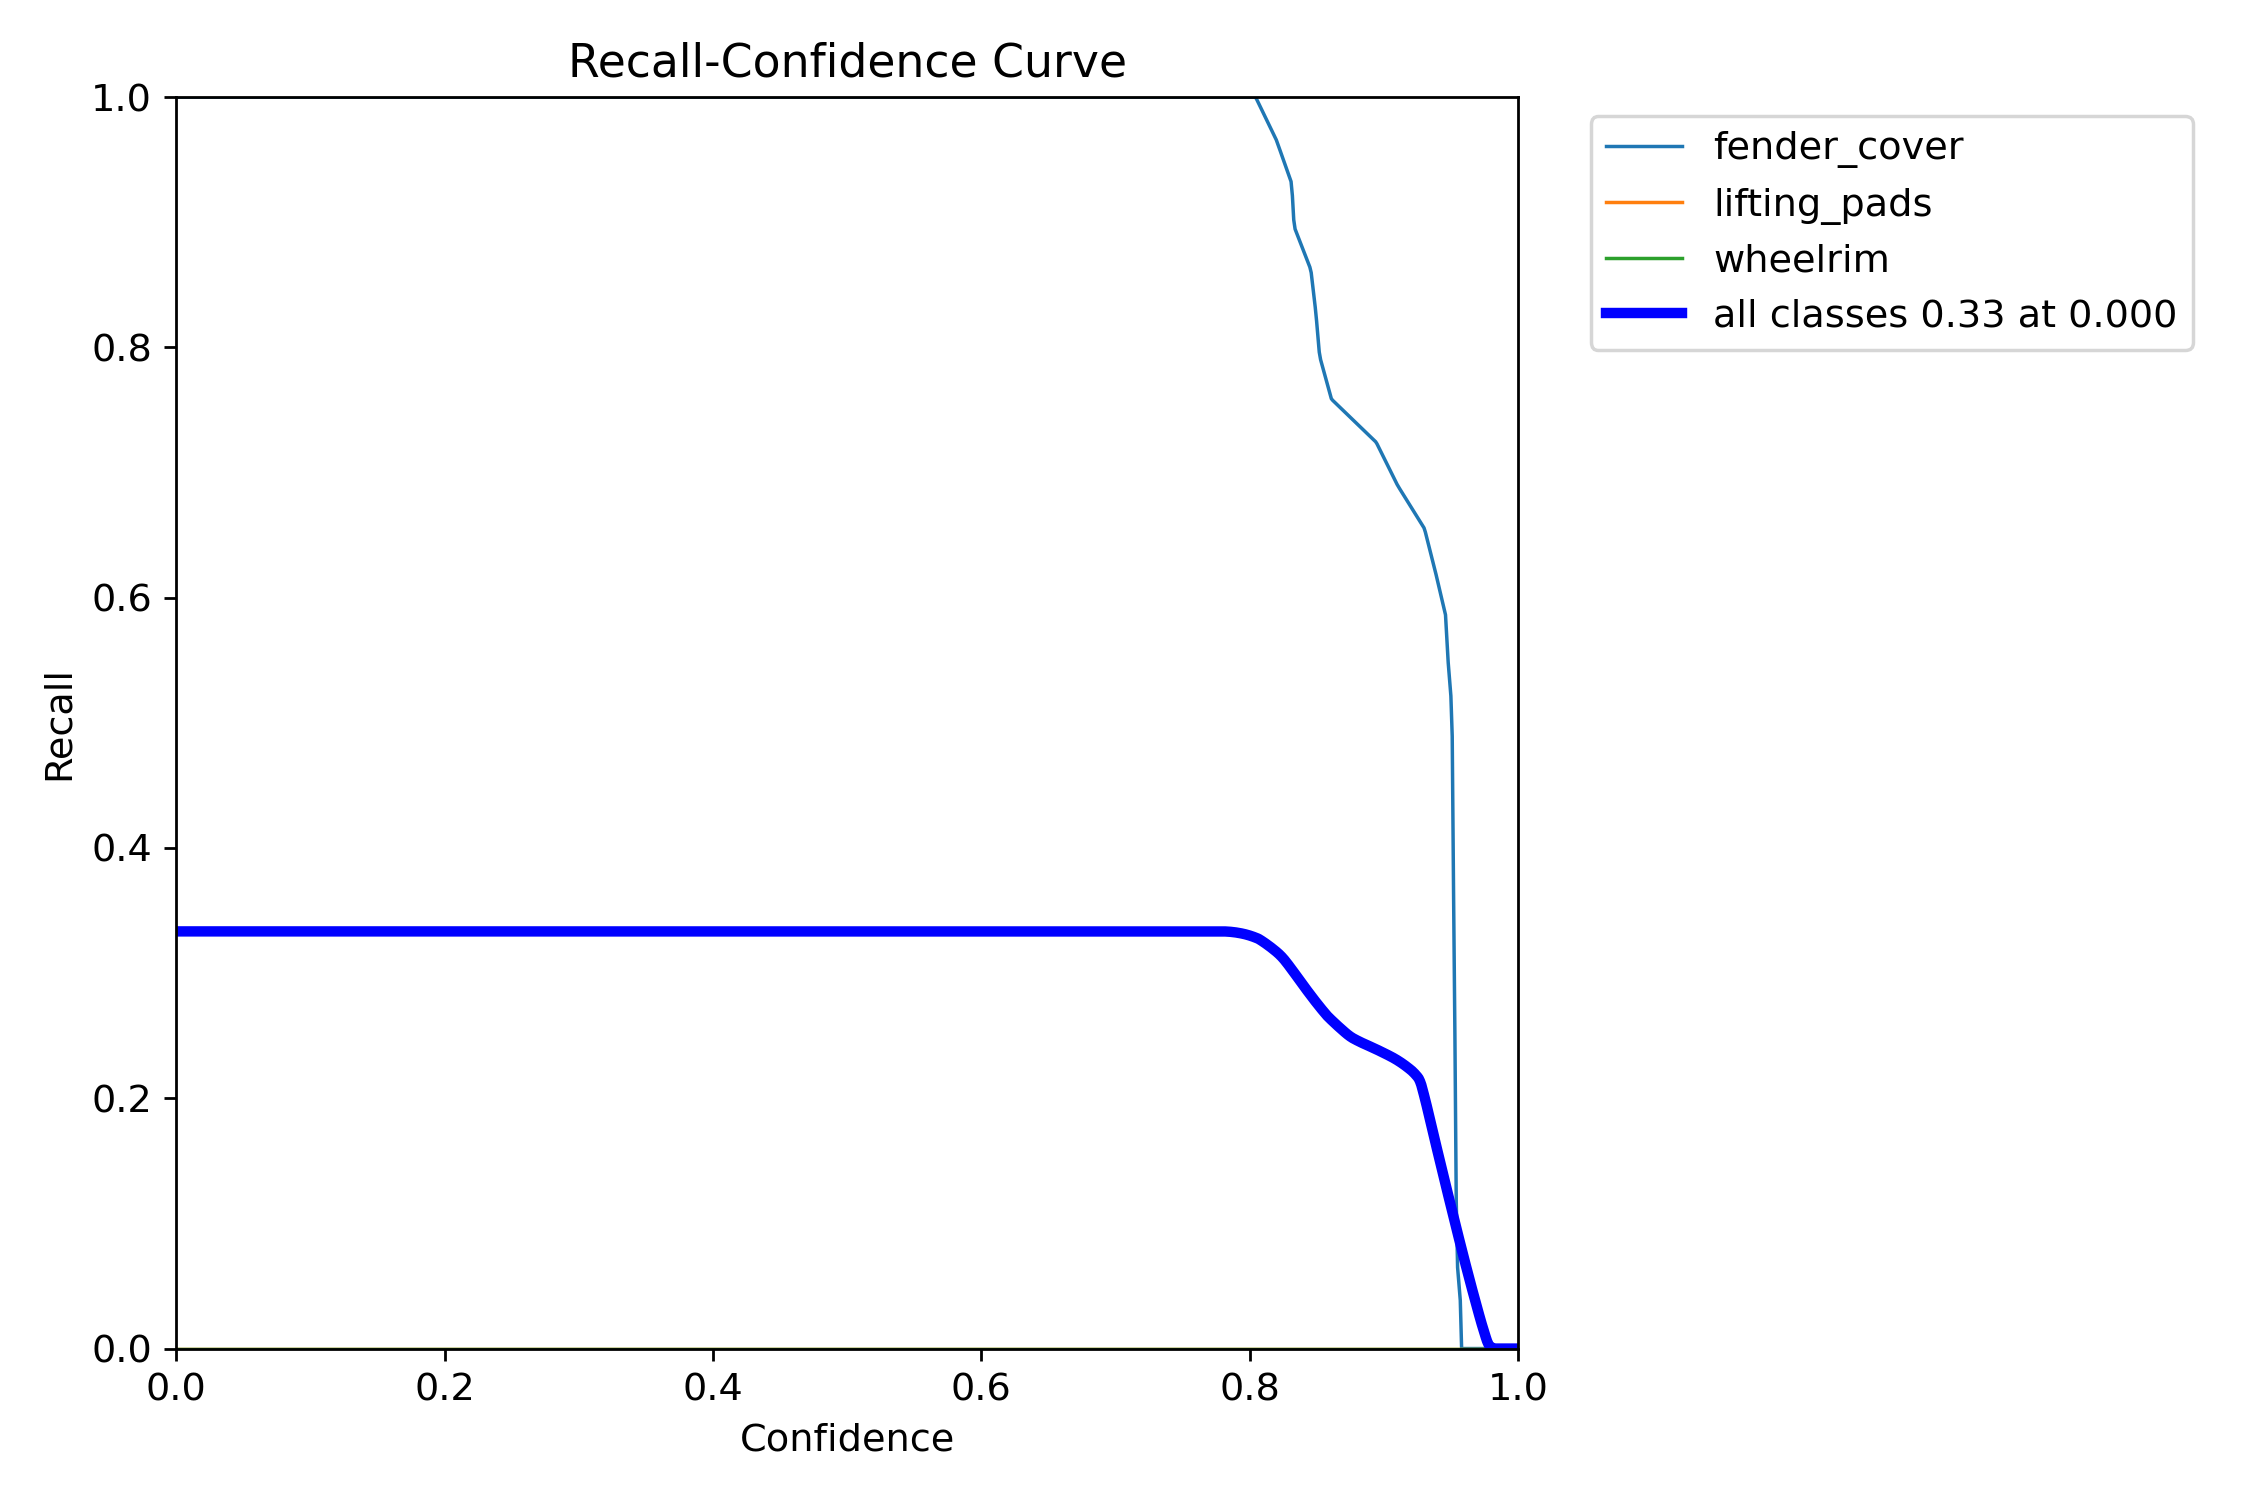 Recall-Confidence Curve
1.0
0.8
0.6
0.4
0.2
0.0
Recall
0.0 0.2 0.4 0.6 0.8 1.0
Confidence
fender_cover
lifting_pads
wheelrim
all classes 0.33 at 0.000